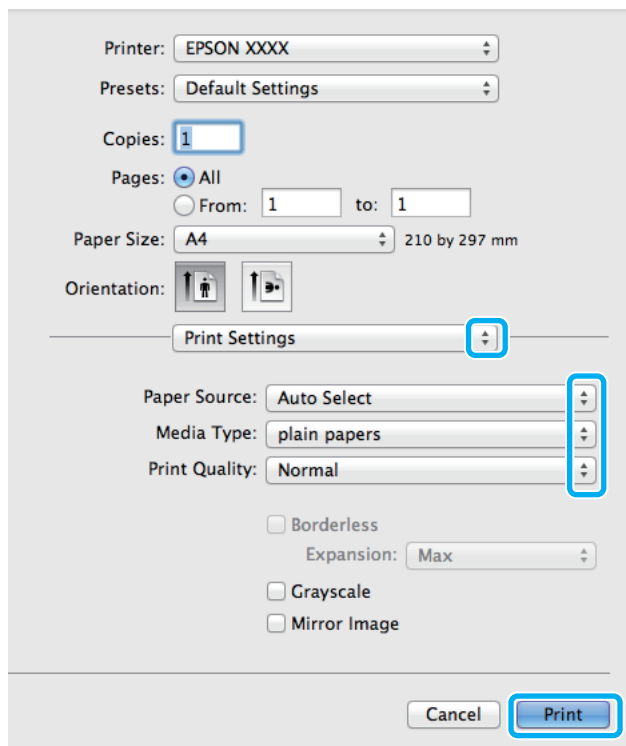 Printer: EPSON XXXX
Presets: Default Settings
Copies: 1
Pages: All
From: 1 to: 1
Paper Size: A4 210 by 297 mm
Orientation:
Print Settings
Paper Source: Auto Select
Media Type: plain papers
Print Quality: Normal
Borderless
Expansion: Max
Grayscale
Mirror Image
Cancel Print